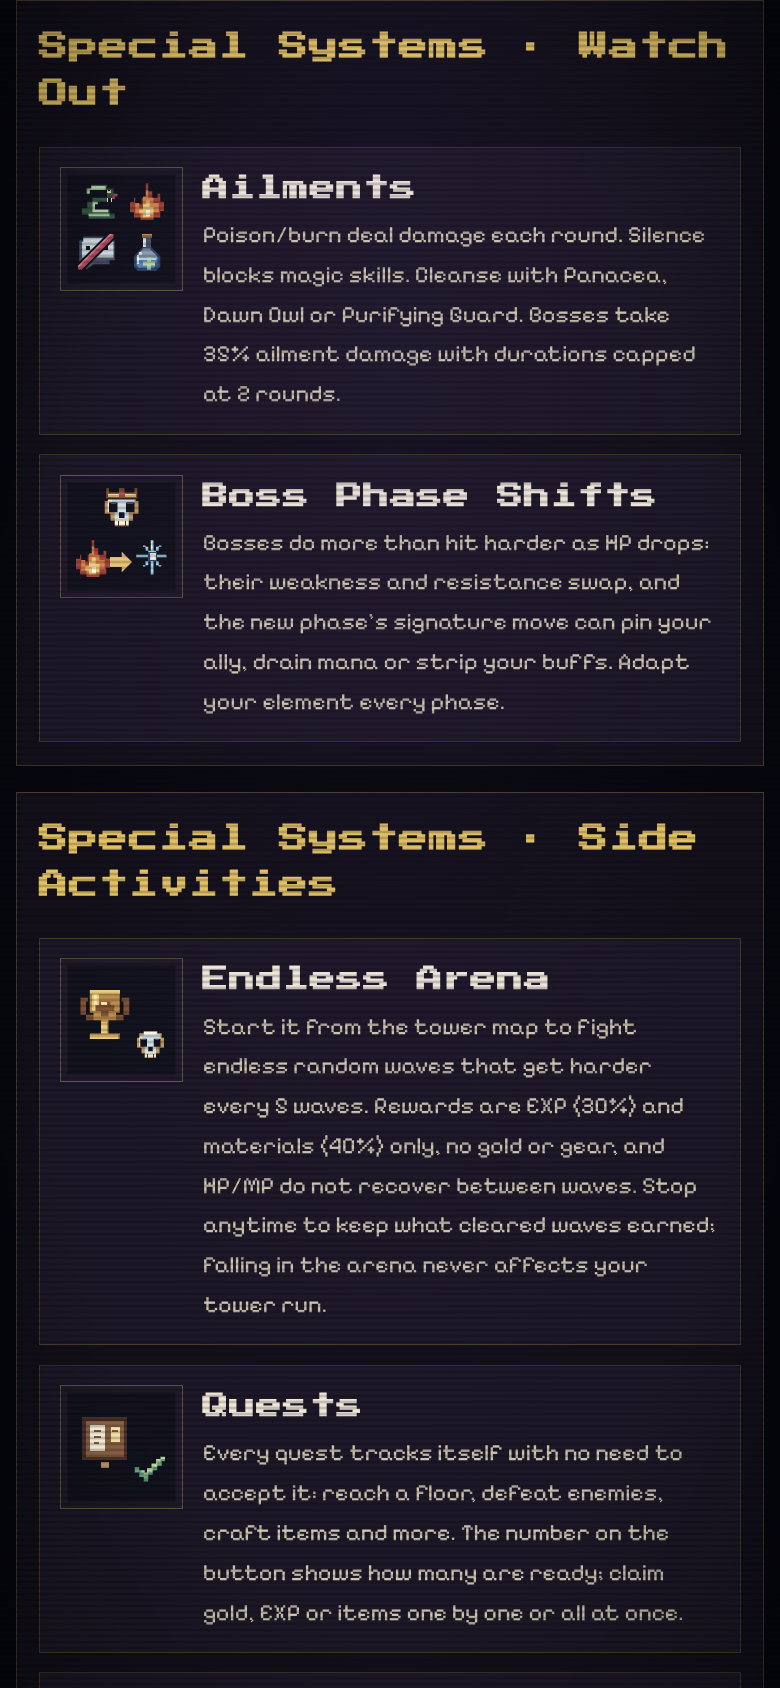 Special Systems · Watch
Out
Ailments
Poison/burn deal damage each round. Silence
blocks magic skills. Cleanse with Panacea,
Dawn Owl or Purifying Guard. Bosses take
35% ailment damage with durations capped
at 2 rounds.
Boss Phase Shifts
Bosses do more than hit harder as HP drops:
their weakness and resistance swap, and
the new phase's signature move can pin your
ally, drain mana or strip your buffs. Adapt
your element every phase.
Special Systems · Side
Activities
Endless Arena
Start it from the tower map to fight
endless random waves that get harder
every 5 waves. Rewards are EXP (30%) and
materials (40%) only, no gold or gear, and
HP/MP do not recover between waves. Stop
anytime to keep what cleared waves earned;
falling in the arena never affects your
tower run.
Quests
Every quest tracks itself with no need to
accept it: reach a floor, defeat enemies,
craft items and more. The number on the
button shows how many are ready; claim
gold, EXP or items one by one or all at once.